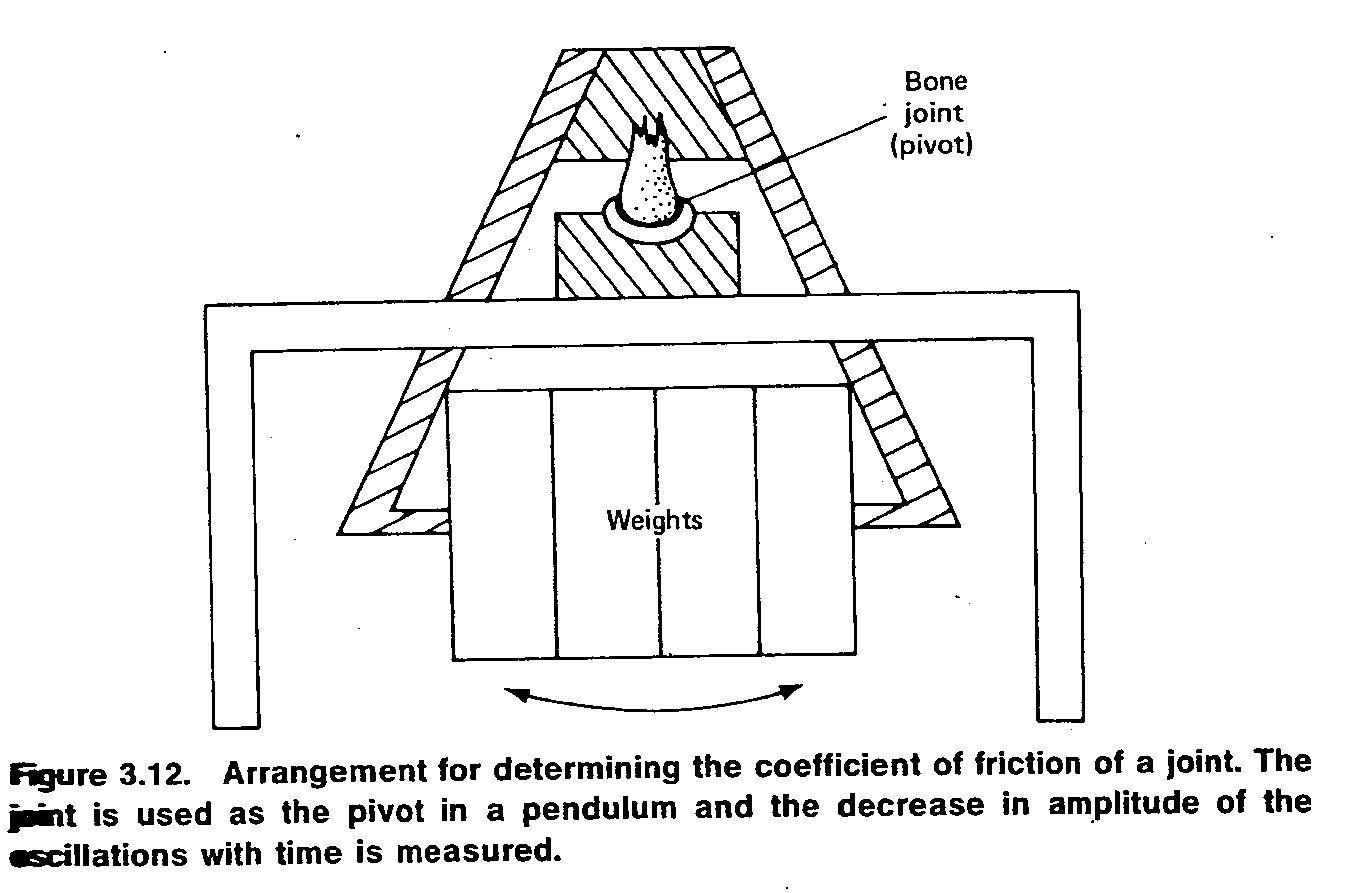 Bone
joint
(pivot)
Weights
Figure 3.12. Arrangement for determining the coefficient of friction of a joint. The
joint is used as the pivot in a pendulum and the decrease in amplitude of the
oscillations with time is measured.